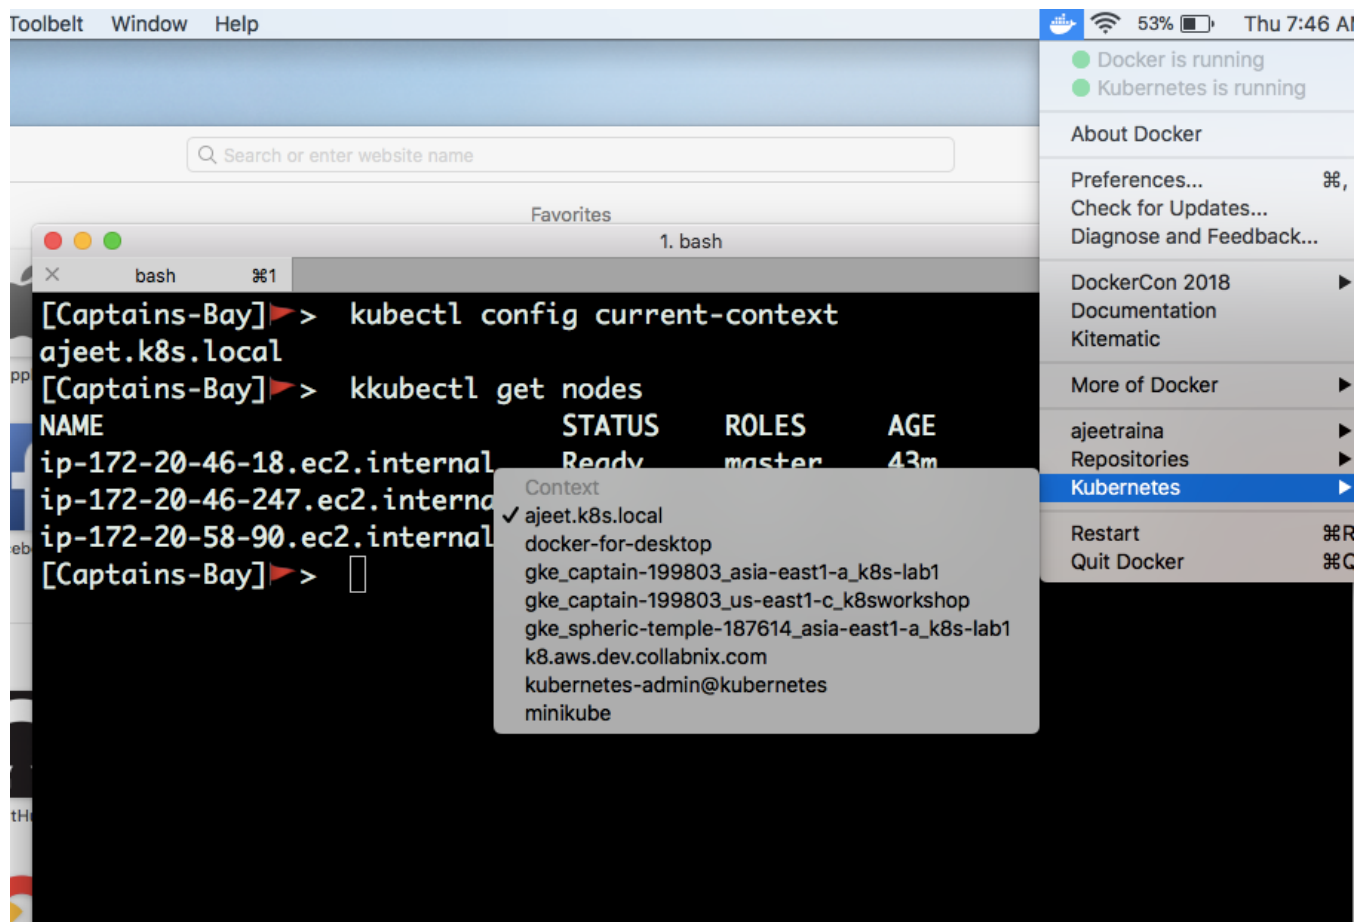 Toolbelt Window Help 53% Thu 7:46 AM
Search or enter website name
Favorites
1. bash
bash ⌘1
[Captains-Bay]> kubectl config current-context
ajeet.k8s.local
[Captains-Bay]> kkubectl get nodes
NAME STATUS ROLES AGE
ip-172-20-46-18.ec2.internal Ready master 43m
ip-172-20-46-247.ec2.interna
ip-172-20-58-90.ec2.internal
[Captains-Bay]>
Context
✓ ajeet.k8s.local
docker-for-desktop
gke_captain-199803_asia-east1-a_k8s-lab1
gke_captain-199803_us-east1-c_k8sworkshop
gke_spheric-temple-187614_asia-east1-a_k8s-lab1
k8.aws.dev.collabnix.com
kubernetes-admin@kubernetes
minikube
Docker is running
Kubernetes is running
About Docker
Preferences... ⌘,
Check for Updates...
Diagnose and Feedback...
DockerCon 2018
Documentation
Kitematic
More of Docker
ajeetraina
Repositories
Kubernetes
Restart ⌘R
Quit Docker ⌘Q